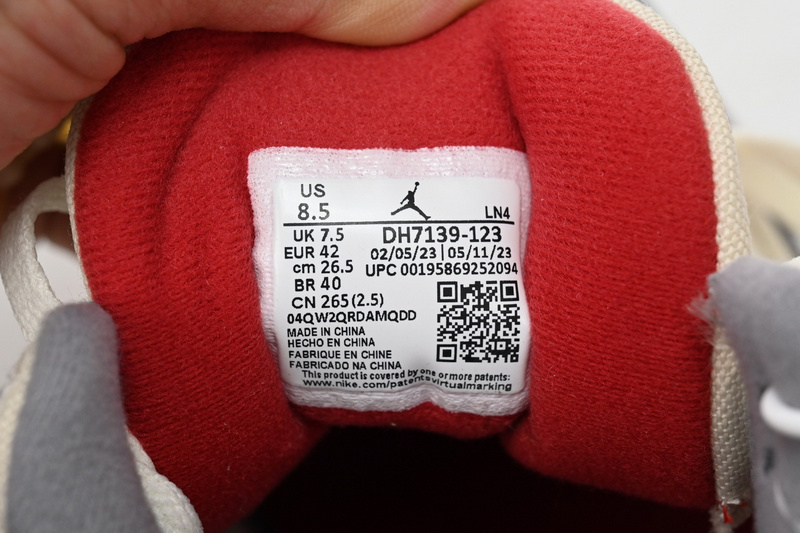 US
8.5
LN4
UK 7.5
DH7139-123
EUR 42
02/05/23 | 05/11/23
cm 26.5
UPC 00195869252094
BR 40
CN 265(2.5)
04QW2QRDAMQDD
MADE IN CHINA
HECHO EN CHINA
FABRIQUE EN CHINE
FABRICADO NA CHINA
This product is covered by one or more patents:
www.nike.com/patentsvirtualmarking